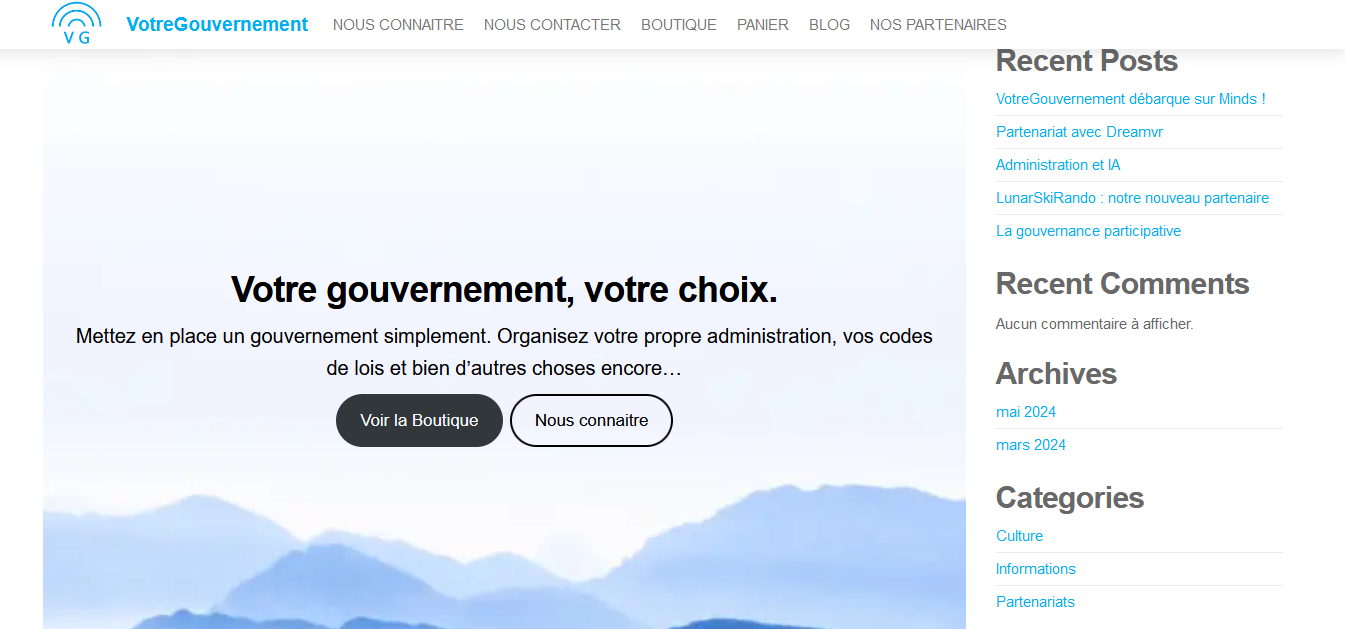 V G
VotreGouvernement
NOUS CONNAITRE
NOUS CONTACTER
BOUTIQUE
PANIER
BLOG
NOS PARTENAIRES
Votre gouvernement, votre choix.
Mettez en place un gouvernement simplement. Organisez votre propre administration, vos codes
de lois et bien d’autres choses encore…
Voir la Boutique
Nous connaitre
Recent Posts
VotreGouvernement débarque sur Minds !
Partenariat avec Dreamvr
Administration et IA
LunarSkiRando : notre nouveau partenaire
La gouvernance participative
Recent Comments
Aucun commentaire à afficher.
Archives
mai 2024
mars 2024
Categories
Culture
Informations
Partenariats